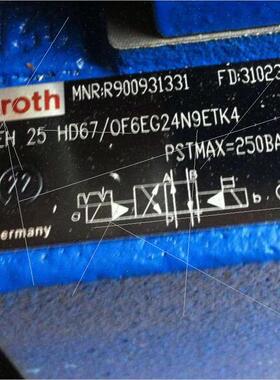 roth MNR:R900931331 FD:31023
EH 25 HD67/OF6EG24N9ETK4
PSTMAX=250BA
A B
a b
ermany